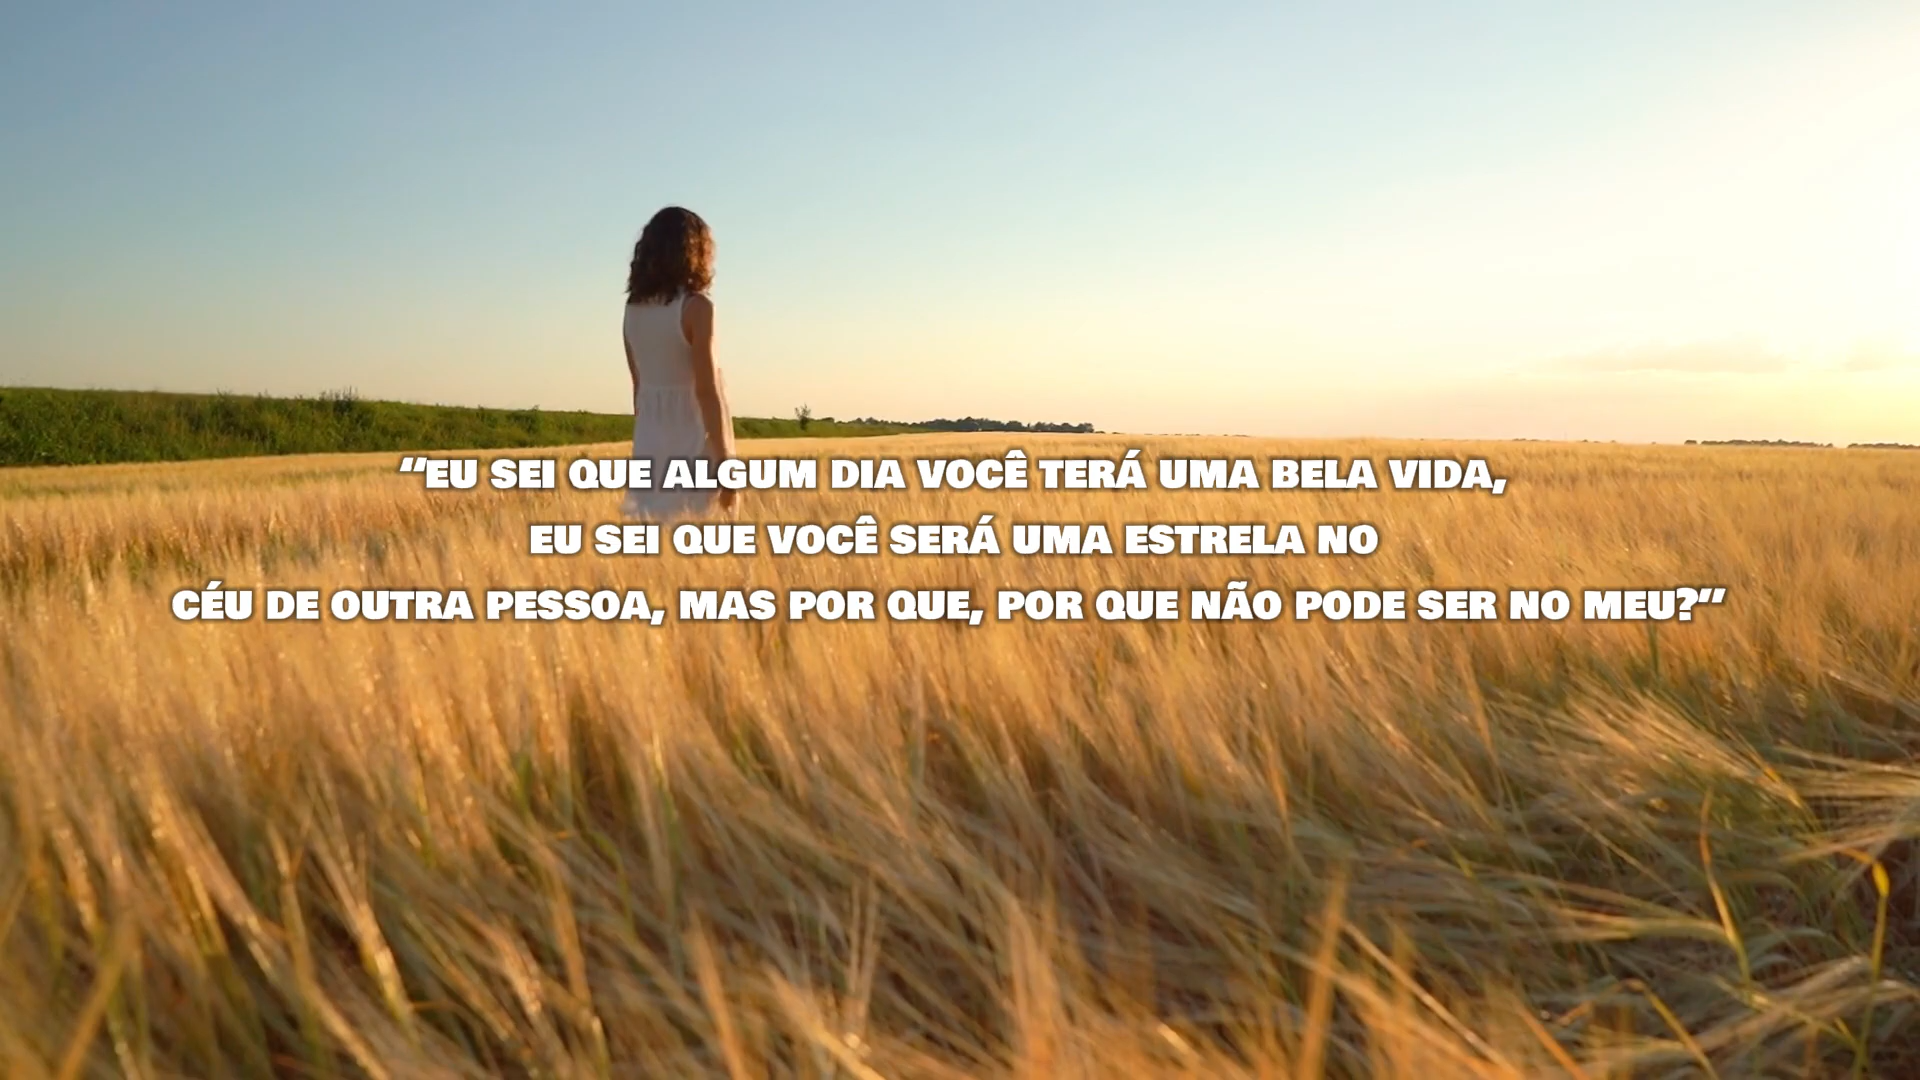 “EU SEI QUE ALGUM DIA VOCÊ TERÁ UMA BELA VIDA,
EU SEI QUE VOCÊ SERÁ UMA ESTRELA NO
CÉU DE OUTRA PESSOA, MAS POR QUE, POR QUE NÃO PODE SER NO MEU?”